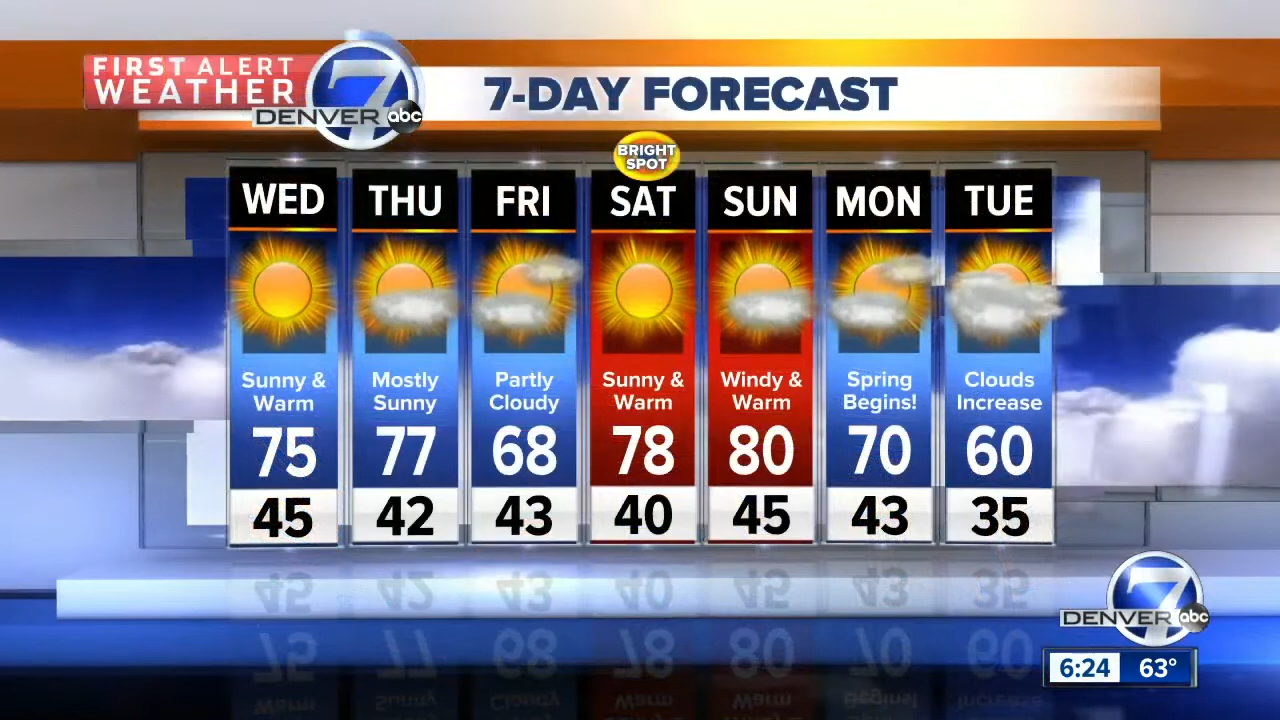 FIRST ALERT
WEATHER
7
DENVER
abc
7-DAY FORECAST
BRIGHT
SPOT
WED THU FRI SAT SUN MON TUE
Sunny & Warm
Mostly Sunny
Partly Cloudy
Sunny & Warm
Windy & Warm
Spring Begins!
Clouds Increase
75 77 68 78 80 70 60
45 42 43 40 45 43 35
7
DENVER
abc
6:24 63°